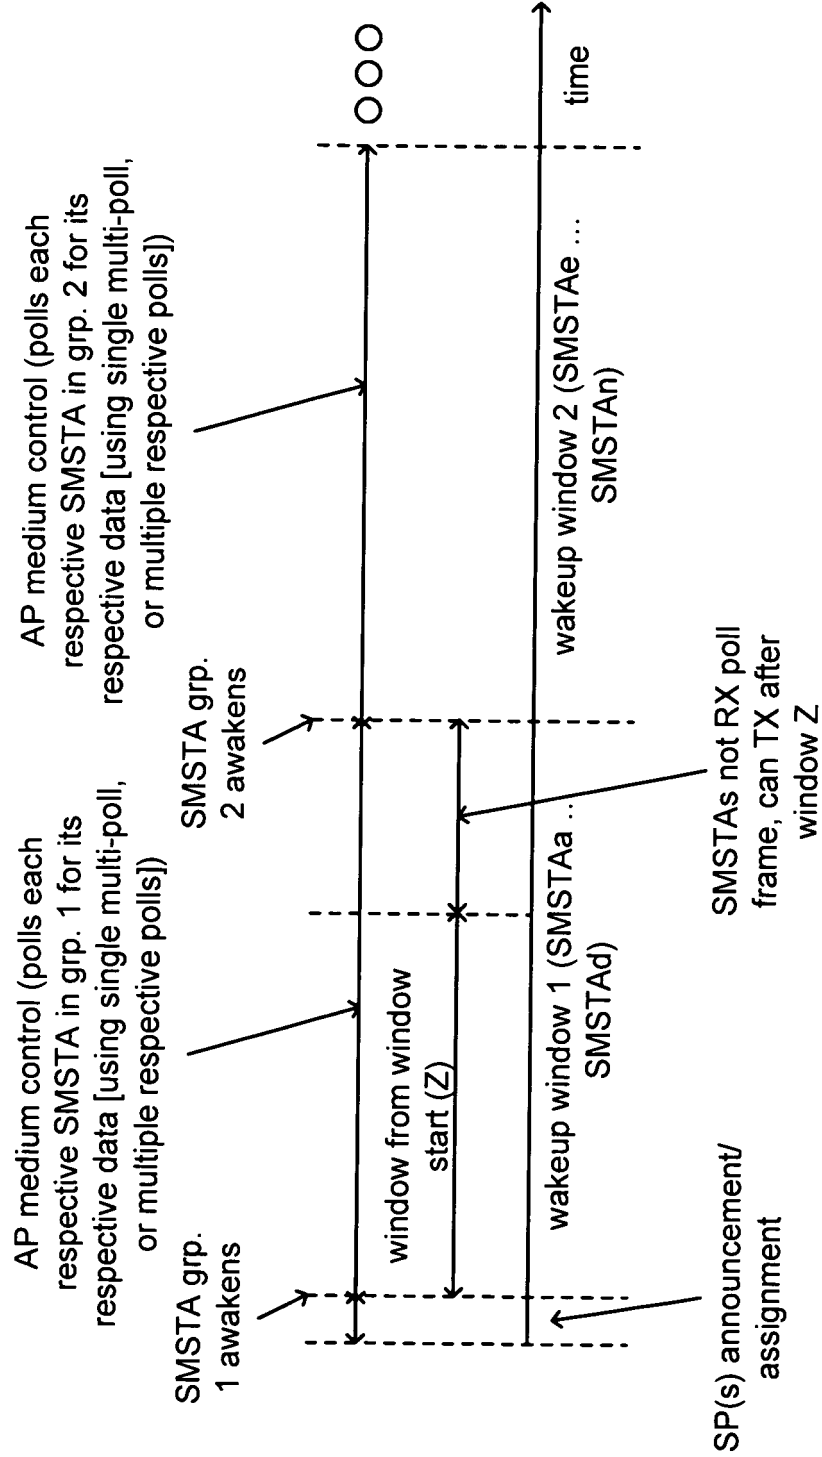 AP medium control (polls each
respective SMSTA in grp. 1 for its
respective data [using single multi-poll,
or multiple respective polls])
AP medium control (polls each
respective SMSTA in grp. 2 for its
respective data [using single multi-poll,
or multiple respective polls])
SMSTA grp.
1 awakens
SMSTA grp.
2 awakens
window from window
start (Z)
wakeup window 1 (SMSTAa ..
SMSTAd)
wakeup window 2 (SMSTAe ...
SMSTAn)
time
SP(s) announcement/
assignment
SMSTAs not RX poll
frame, can TX after
window Z